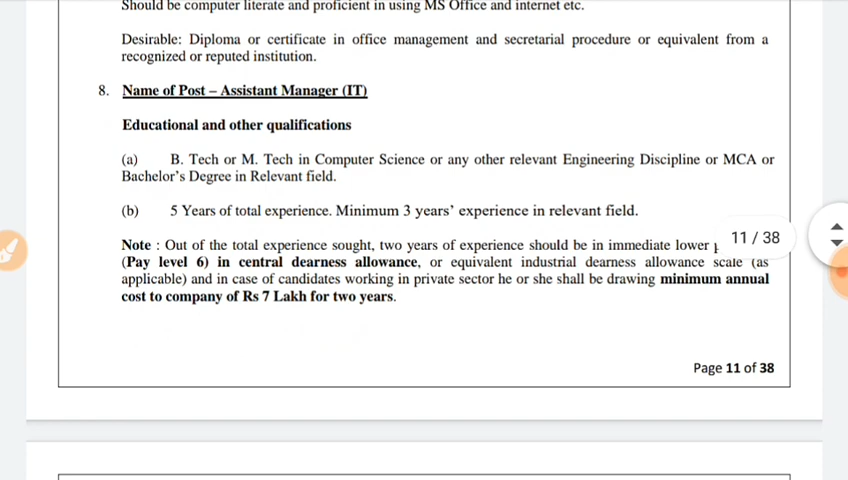 Should be computer literate and proficient in using MS Office and internet etc.
Desirable: Diploma or certificate in office management and secretarial procedure or equivalent from a
recognized or reputed institution.
8. Name of Post – Assistant Manager (IT)
Educational and other qualifications
(a) B. Tech or M. Tech in Computer Science or any other relevant Engineering Discipline or MCA or
Bachelor's Degree in Relevant field.
(b) 5 Years of total experience. Minimum 3 years' experience in relevant field.
11 / 38
Note : Out of the total experience sought, two years of experience should be in immediate lower
(Pay level 6) in central dearness allowance, or equivalent industrial dearness allowance scale (as
applicable) and in case of candidates working in private sector he or she shall be drawing minimum annual
cost to company of Rs 7 Lakh for two years.
Page 11 of 38